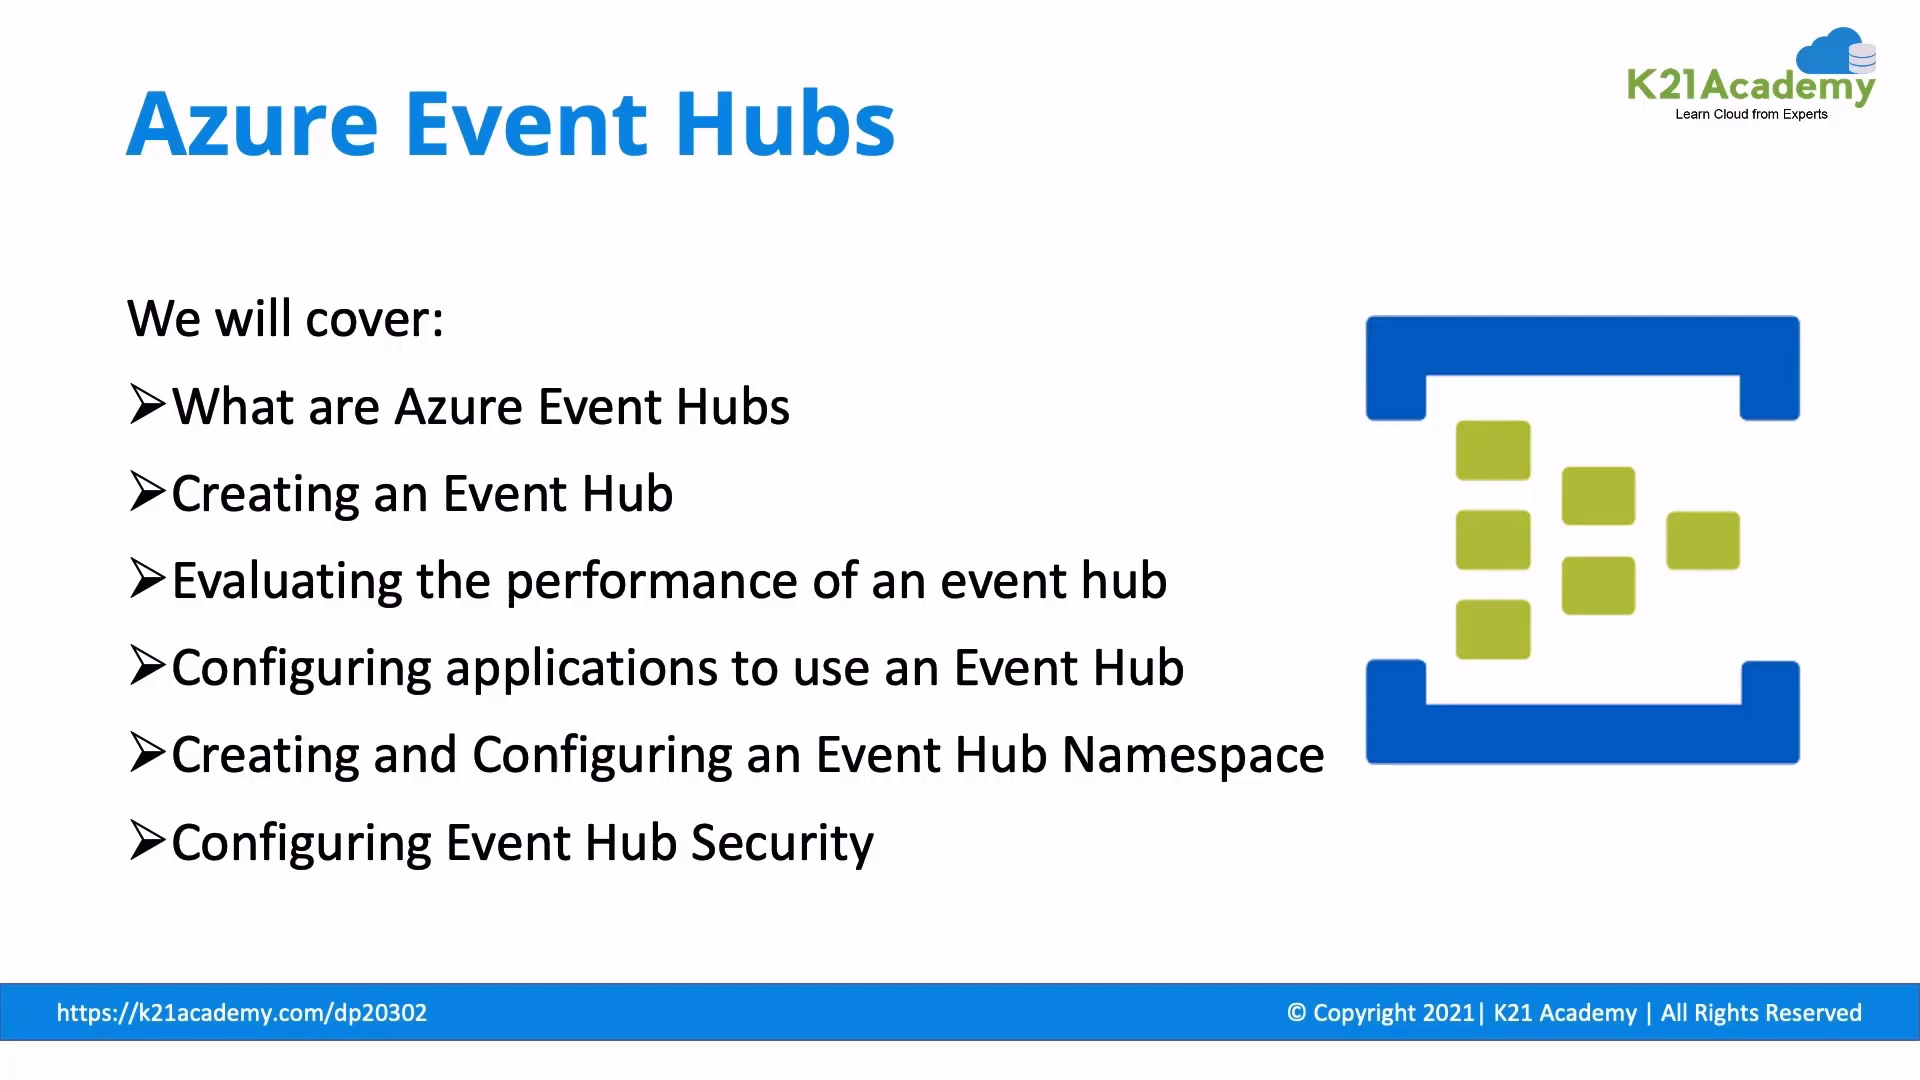 K21Academy
Learn Cloud from Experts
Azure Event Hubs
We will cover:
➢What are Azure Event Hubs
➢Creating an Event Hub
➢Evaluating the performance of an event hub
➢Configuring applications to use an Event Hub
➢Creating and Configuring an Event Hub Namespace
➢Configuring Event Hub Security
https://k21academy.com/dp20302
© Copyright 2021| K21 Academy | All Rights Reserved